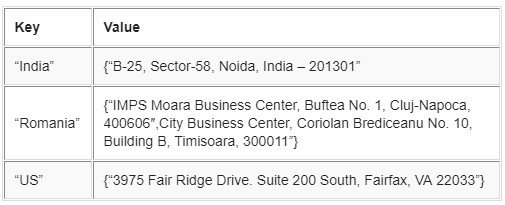 Key Value
“India” {“B-25, Sector-58, Noida, India – 201301”
{“IMPS Moara Business Center, Buftea No. 1, Cluj-Napoca,
“Romania” 400606″,City Business Center, Coriolan Brediceanu No. 10,
Building B, Timisoara, 300011”}
“US” {“3975 Fair Ridge Drive. Suite 200 South, Fairfax, VA 22033”}